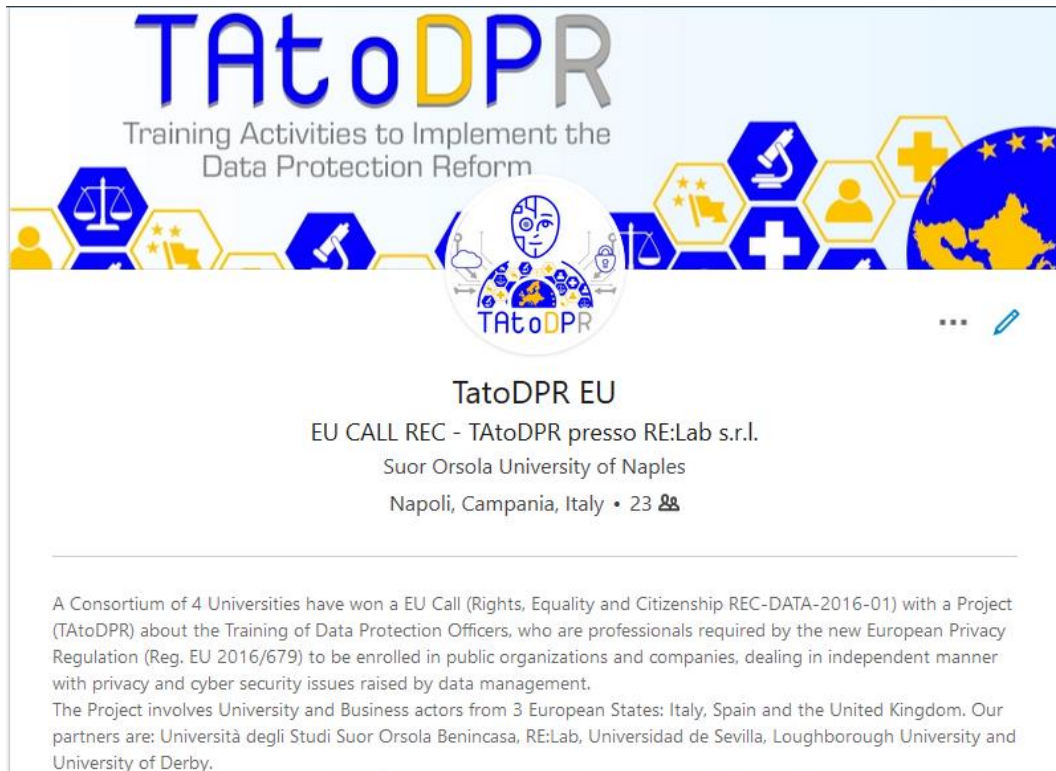 TAtoDPR
Training Activities to Implement the
Data Protection Reform
TAtoDPR
TatoDPR EU
EU CALL REC - TAtoDPR presso RE:Lab s.r.l.
Suor Orsola University of Naples
Napoli, Campania, Italy • 23
A Consortium of 4 Universities have won a EU Call (Rights, Equality and Citizenship REC-DATA-2016-01) with a Project
(TAtoDPR) about the Training of Data Protection Officers, who are professionals required by the new European Privacy
Regulation (Reg. EU 2016/679) to be enrolled in public organizations and companies, dealing in independent manner
with privacy and cyber security issues raised by data management.
The Project involves University and Business actors from 3 European States: Italy, Spain and the United Kingdom. Our
partners are: Università degli Studi Suor Orsola Benincasa, RE:Lab, Universidad de Sevilla, Loughborough University and
University of Derby.